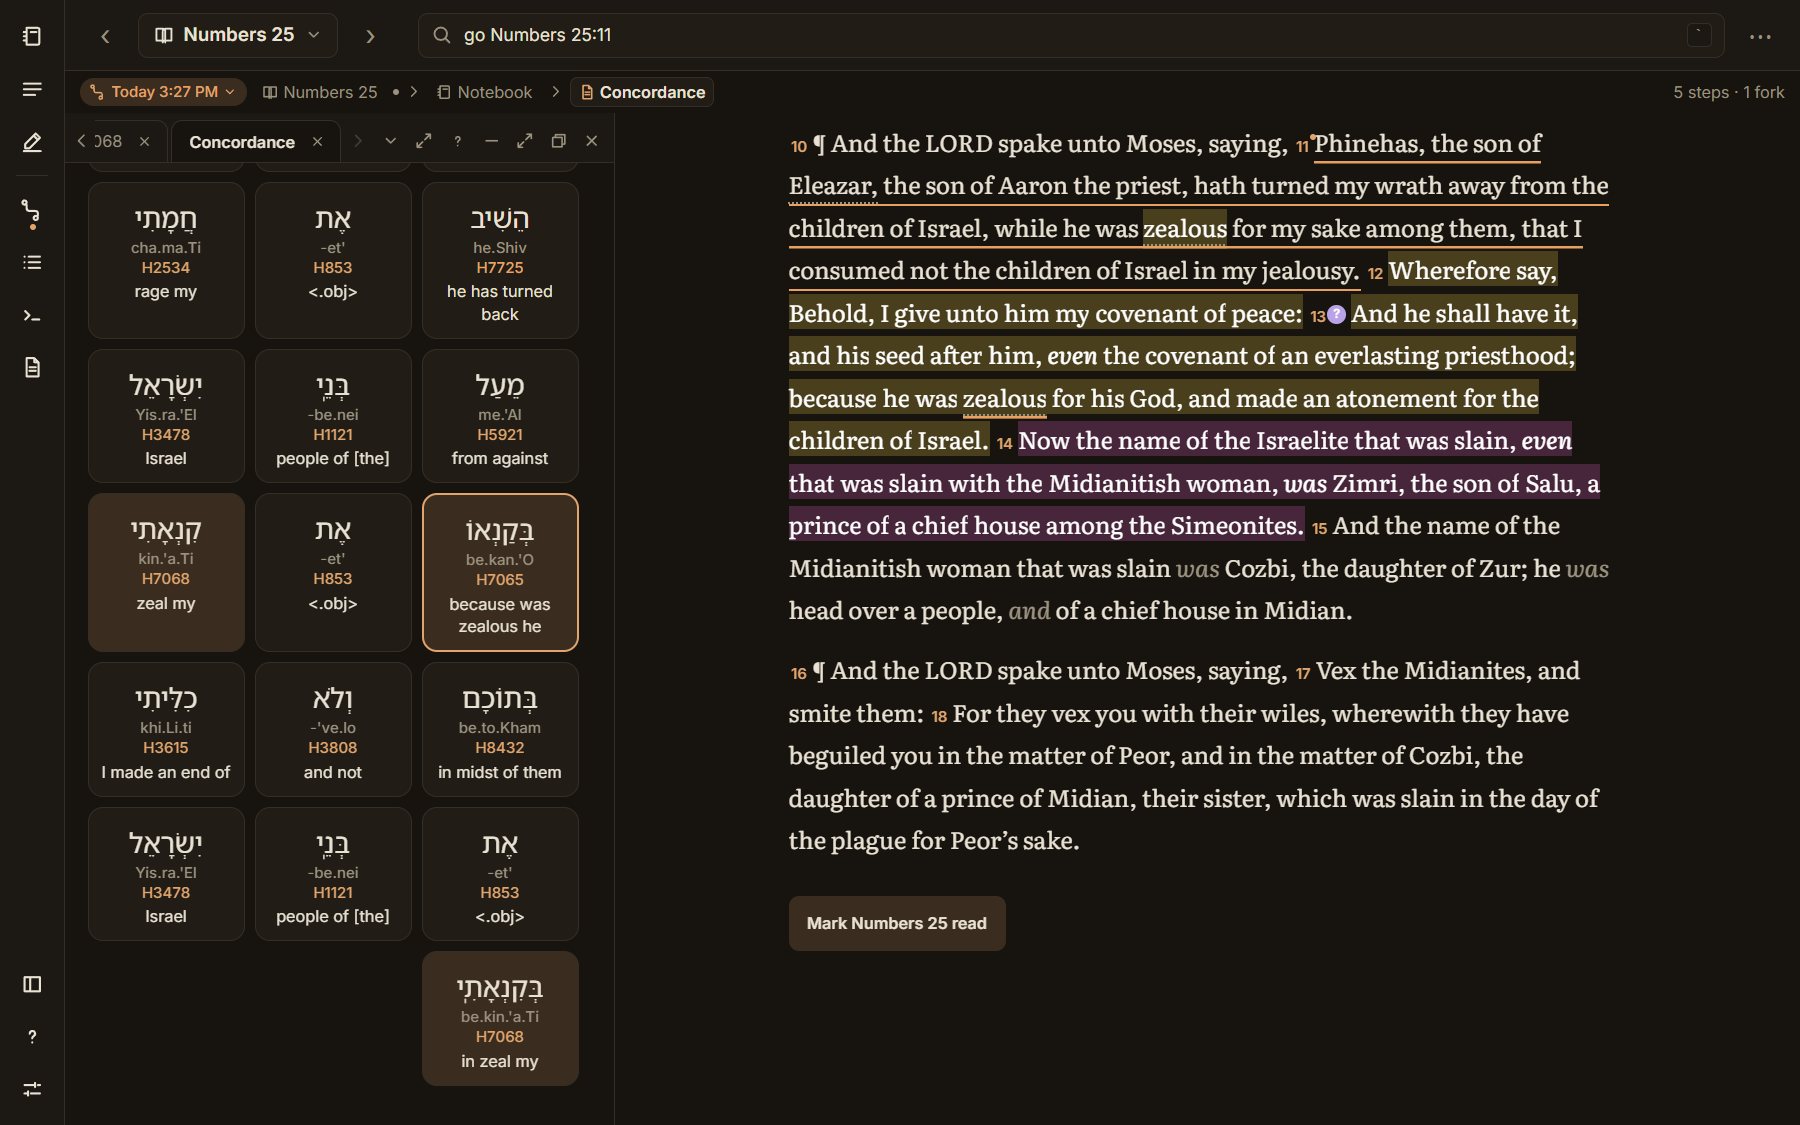 Numbers 25
go Numbers 25:11
`
Today 3:27 PM
Numbers 25
Notebook
Concordance
5 steps · 1 fork
068
Concordance
?
הֵשִׁיב
he.Shiv
H7725
he has turned
back
אֶת
-et'
H853
<.obj>
חֲמָתִי
cha.ma.Ti
H2534
rage my
מֵעַל
me.'Al
H5921
from against
בְּנֵי
-be.nei
H1121
people of [the]
יִשְׂרָאֵל
Yis.ra.'El
H3478
Israel
בְּקַנְאוֹ
be.kan.'O
H7065
because was
zealous he
אֶת
-et'
H853
<.obj>
קִנְאָתִי
kin.'a.Ti
H7068
zeal my
בְּתוֹכָם
be.to.Kham
H8432
in midst of them
וְלֹא
-'ve.lo
H3808
and not
כִלִּיתִי
khi.Li.ti
H3615
I made an end of
אֶת
-et'
H853
<.obj>
בְּנֵי
-be.nei
H1121
people of [the]
יִשְׂרָאֵל
Yis.ra.'El
H3478
Israel
בְּקִנְאָתִי
be.kin.'a.Ti
H7068
in zeal my
10 ¶ And the LORD spake unto Moses, saying, 11 Phinehas, the son of
Eleazar, the son of Aaron the priest, hath turned my wrath away from the
children of Israel, while he was zealous for my sake among them, that I
consumed not the children of Israel in my jealousy. 12 Wherefore say,
Behold, I give unto him my covenant of peace: 13 ? And he shall have it,
and his seed after him, even the covenant of an everlasting priesthood;
because he was zealous for his God, and made an atonement for the
children of Israel. 14 Now the name of the Israelite that was slain, even
that was slain with the Midianitish woman, was Zimri, the son of Salu, a
prince of a chief house among the Simeonites. 15 And the name of the
Midianitish woman that was slain was Cozbi, the daughter of Zur; he was
head over a people, and of a chief house in Midian.
16 ¶ And the LORD spake unto Moses, saying, 17 Vex the Midianites, and
smite them: 18 For they vex you with their wiles, wherewith they have
beguiled you in the matter of Peor, and in the matter of Cozbi, the
daughter of a prince of Midian, their sister, which was slain in the day of
the plague for Peor’s sake.
Mark Numbers 25 read
?